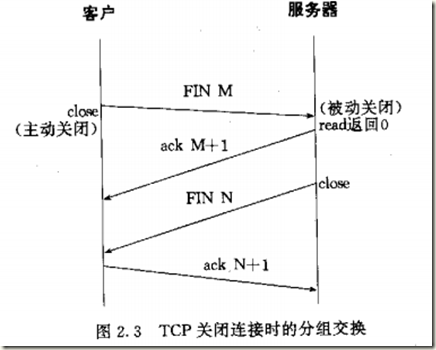 客户 服务器
FIN M
close (被动关闭)
(主动关闭) read返回0
ack M+1
close
FIN N
ack N+1
图 2.3 TCP 关闭连接时的分组交换